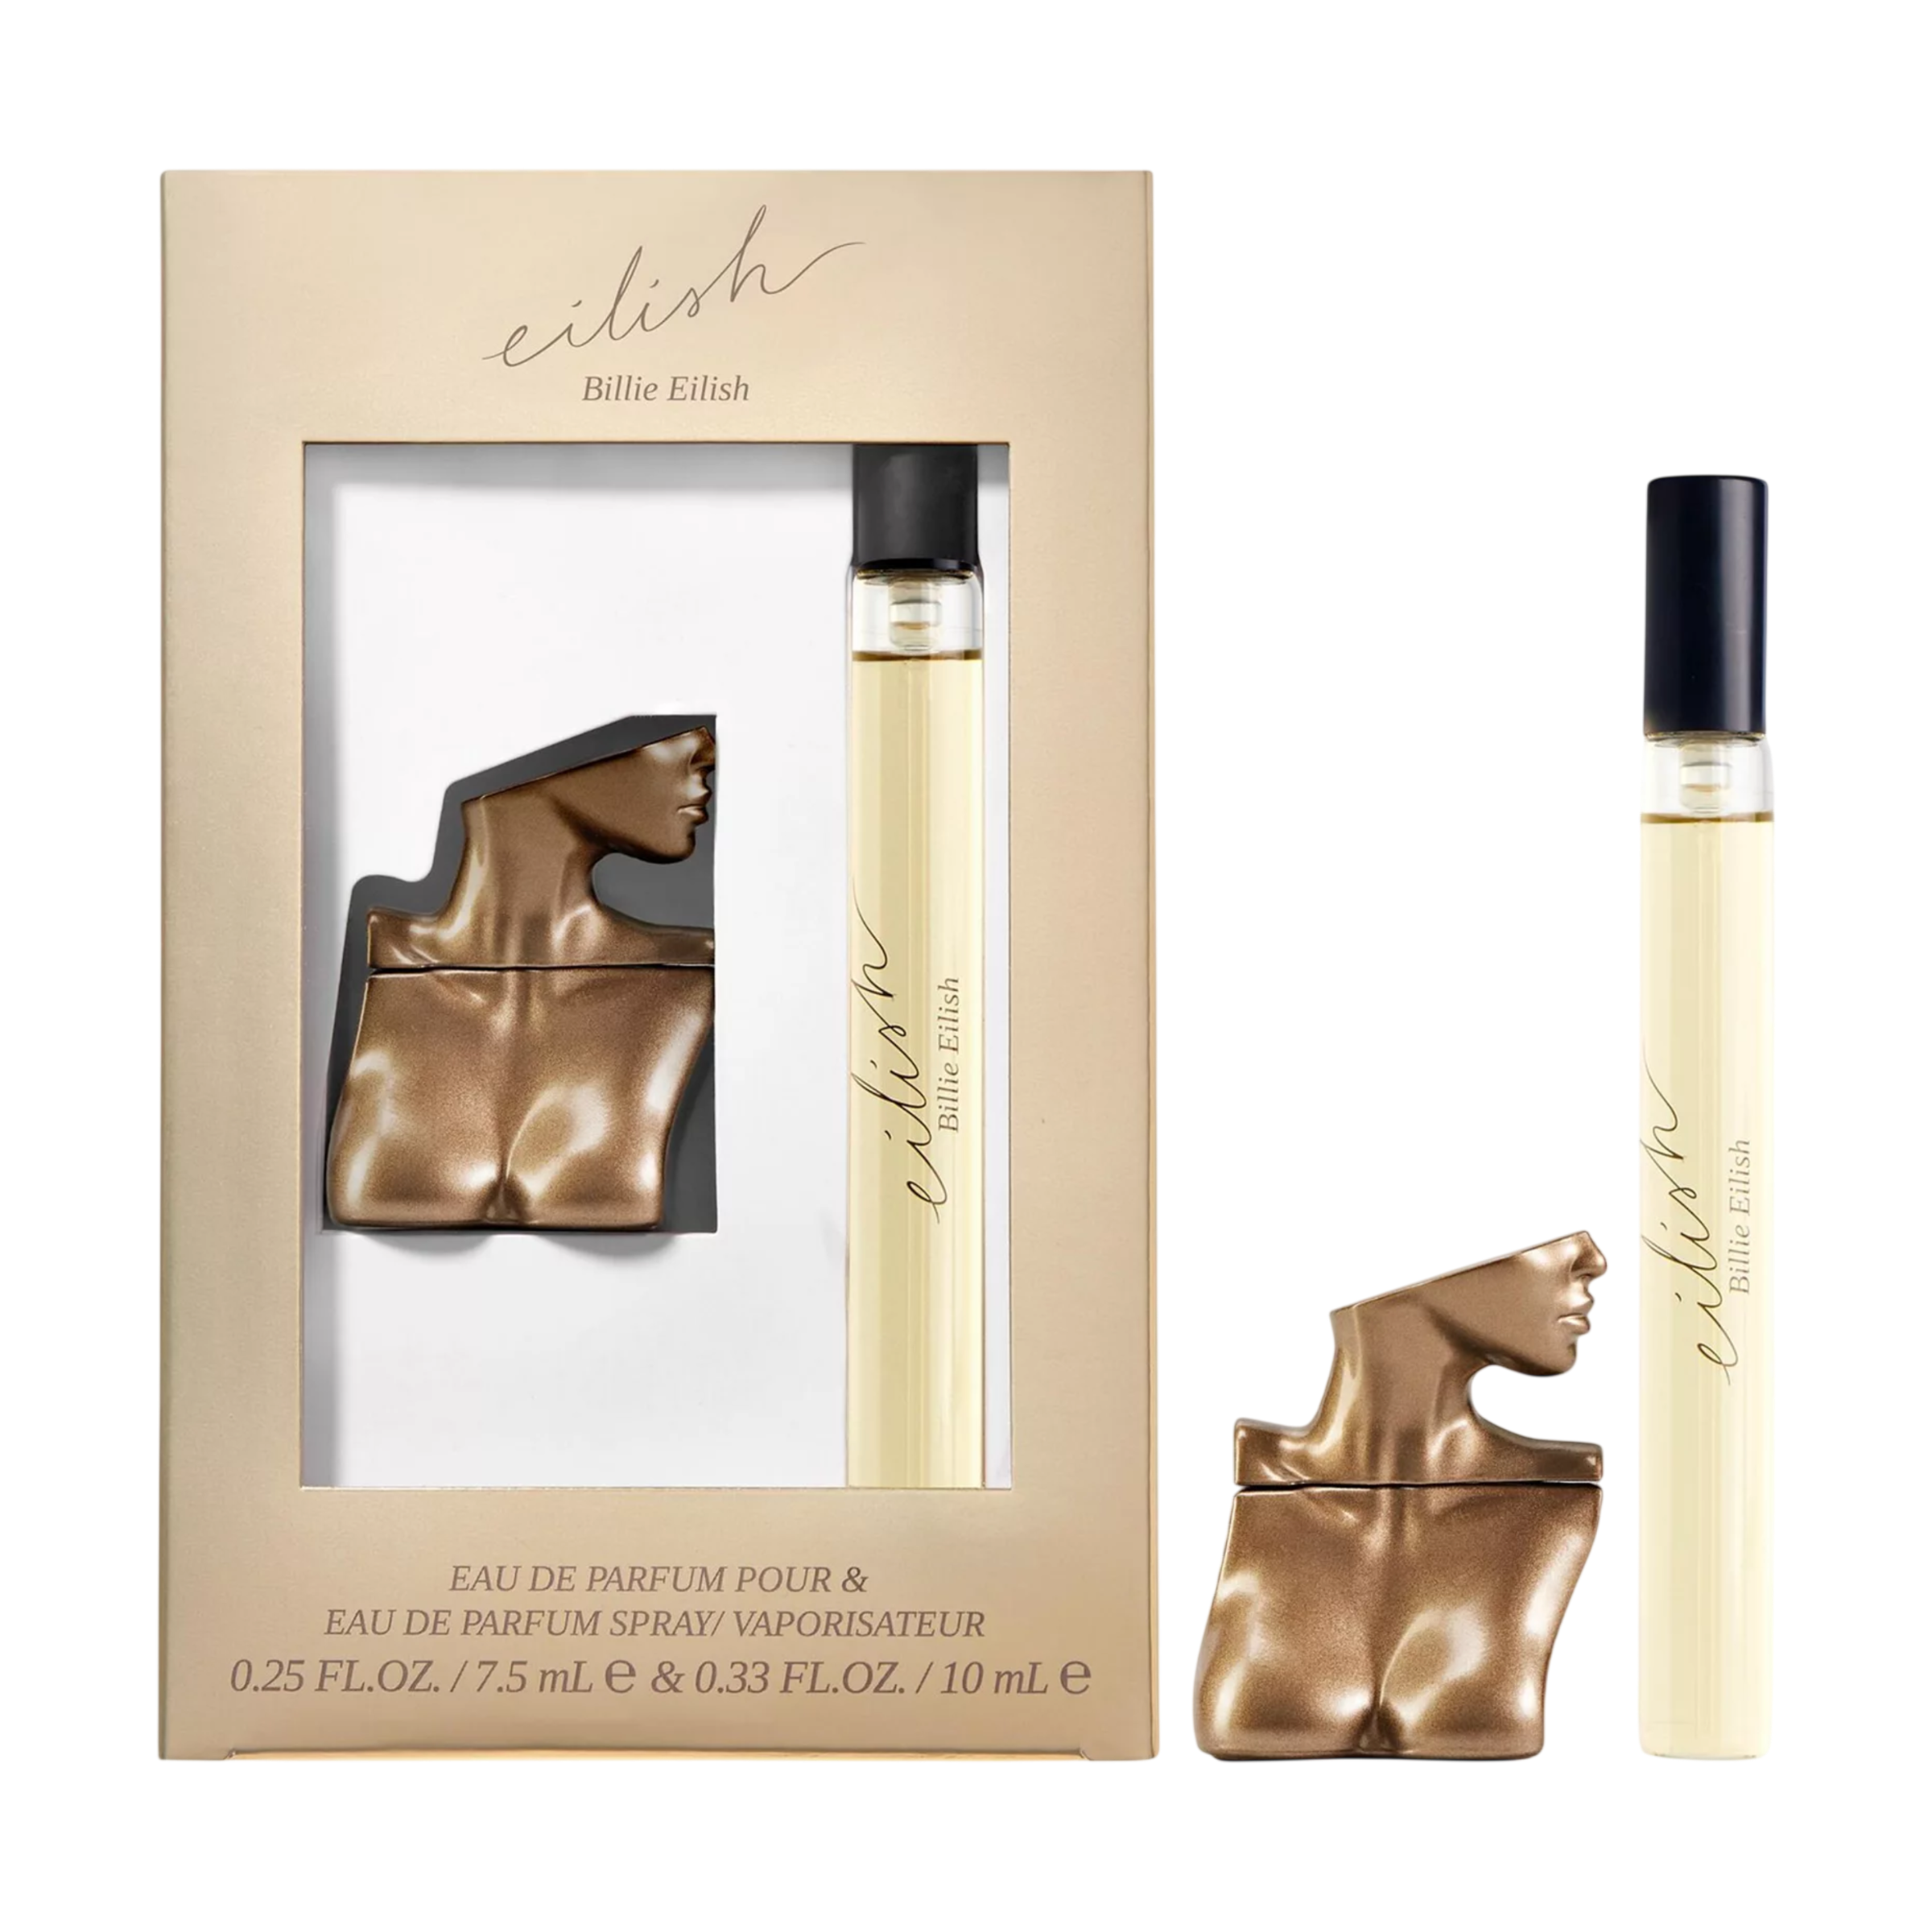 eilish
Billie Eilish
eilish
Billie Eilish
EAU DE PARFUM POUR &
EAU DE PARFUM SPRAY/ VAPORISATEUR
0.25 FL.OZ. / 7.5 mL ℮ & 0.33 FL.OZ. / 10 mL ℮
eilish
Billie Eilish